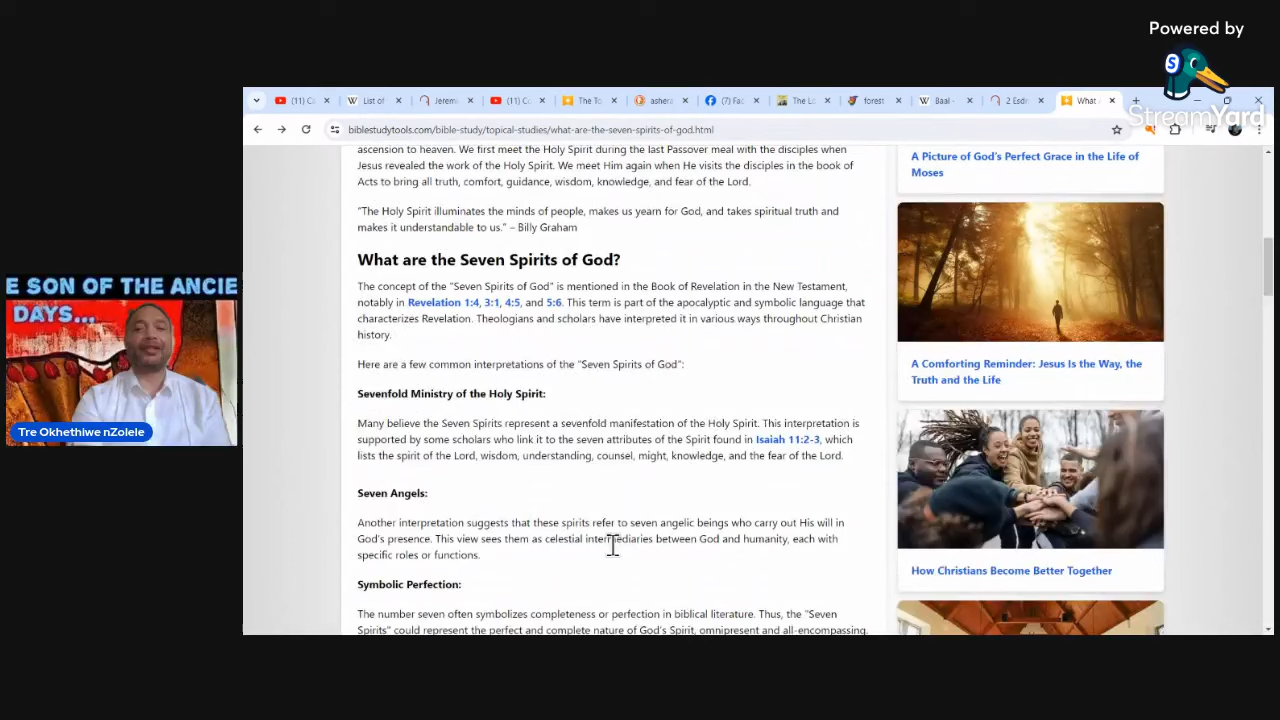 Powered by
S
StreamYard
(11) C
List of
Jeremi
(11) C
The To
ashera
(7) Fac
The Lo
forest
Baal -
2 Esdr
What
biblestudytools.com/bible-study/topical-studies/what-are-the-seven-spirits-of-god.html
ascension to heaven. We first meet the Holy Spirit during the last Passover meal with the disciples when
Jesus revealed the work of the Holy Spirit. We meet Him again when He visits the disciples in the book of
Acts to bring all truth, comfort, guidance, wisdom, knowledge, and fear of the Lord.
“The Holy Spirit illuminates the minds of people, makes us yearn for God, and takes spiritual truth and
makes it understandable to us.” – Billy Graham
What are the Seven Spirits of God?
The concept of the “Seven Spirits of God” is mentioned in the Book of Revelation in the New Testament,
notably in Revelation 1:4, 3:1, 4:5, and 5:6. This term is part of the apocalyptic and symbolic language that
characterizes Revelation. Theologians and scholars have interpreted it in various ways throughout Christian
history.
Here are a few common interpretations of the “Seven Spirits of God”:
Sevenfold Ministry of the Holy Spirit:
Many believe the Seven Spirits represent a sevenfold manifestation of the Holy Spirit. This interpretation is
supported by some scholars who link it to the seven attributes of the Spirit found in Isaiah 11:2-3, which
lists the spirit of the Lord, wisdom, understanding, counsel, might, knowledge, and the fear of the Lord.
Seven Angels:
Another interpretation suggests that these spirits refer to seven angelic beings who carry out His will in
God's presence. This view sees them as celestial intermediaries between God and humanity, each with
specific roles or functions.
Symbolic Perfection:
The number seven often symbolizes completeness or perfection in biblical literature. Thus, the “Seven
Spirits” could represent the perfect and complete nature of God's Spirit, omnipresent and all-encompassing.
A Picture of God's Perfect Grace in the Life of
Moses
A Comforting Reminder: Jesus Is the Way, the
Truth and the Life
How Christians Become Better Together
E SON OF THE ANCIE
DAYS...
Tre Okhethiwe nZolele